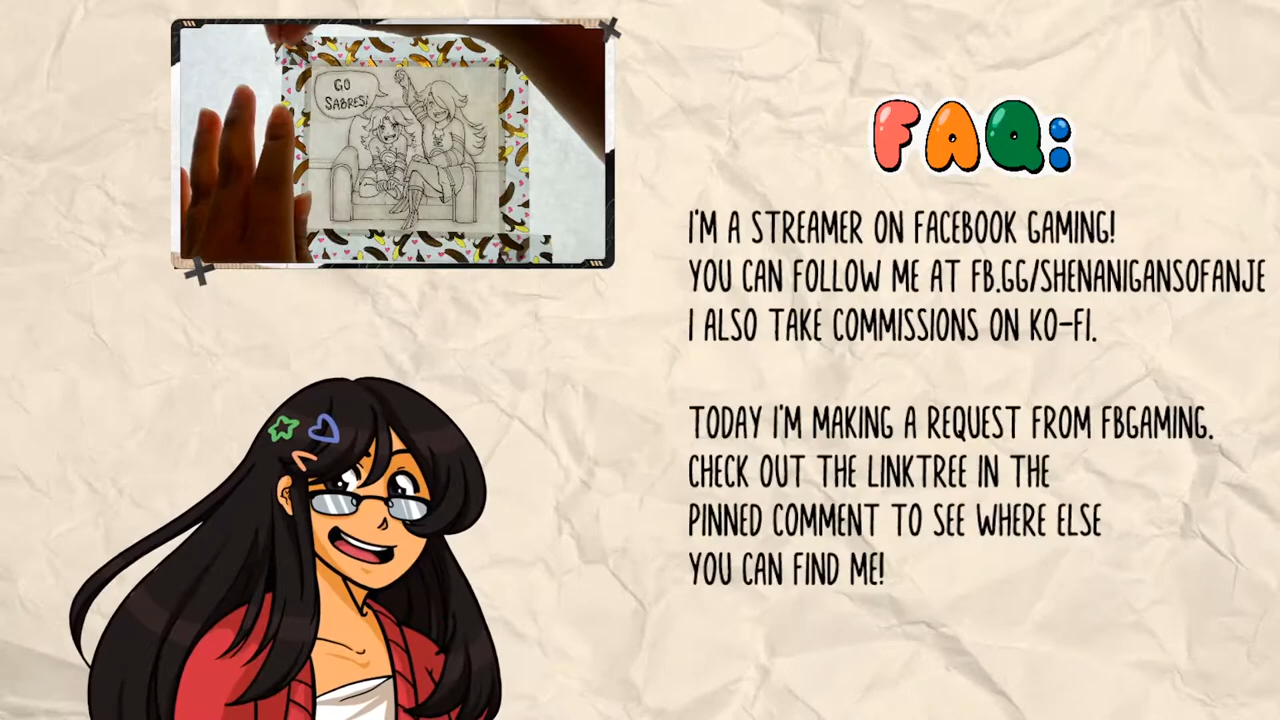 GO
SABRES!
FAQ:
I'M A STREAMER ON FACEBOOK GAMING!
YOU CAN FOLLOW ME AT FB.GG/SHENANIGANSOFANJE
I ALSO TAKE COMMISSIONS ON KO-FI.
TODAY I'M MAKING A REQUEST FROM FBGAMING.
CHECK OUT THE LINKTREE IN THE
PINNED COMMENT TO SEE WHERE ELSE
YOU CAN FIND ME!